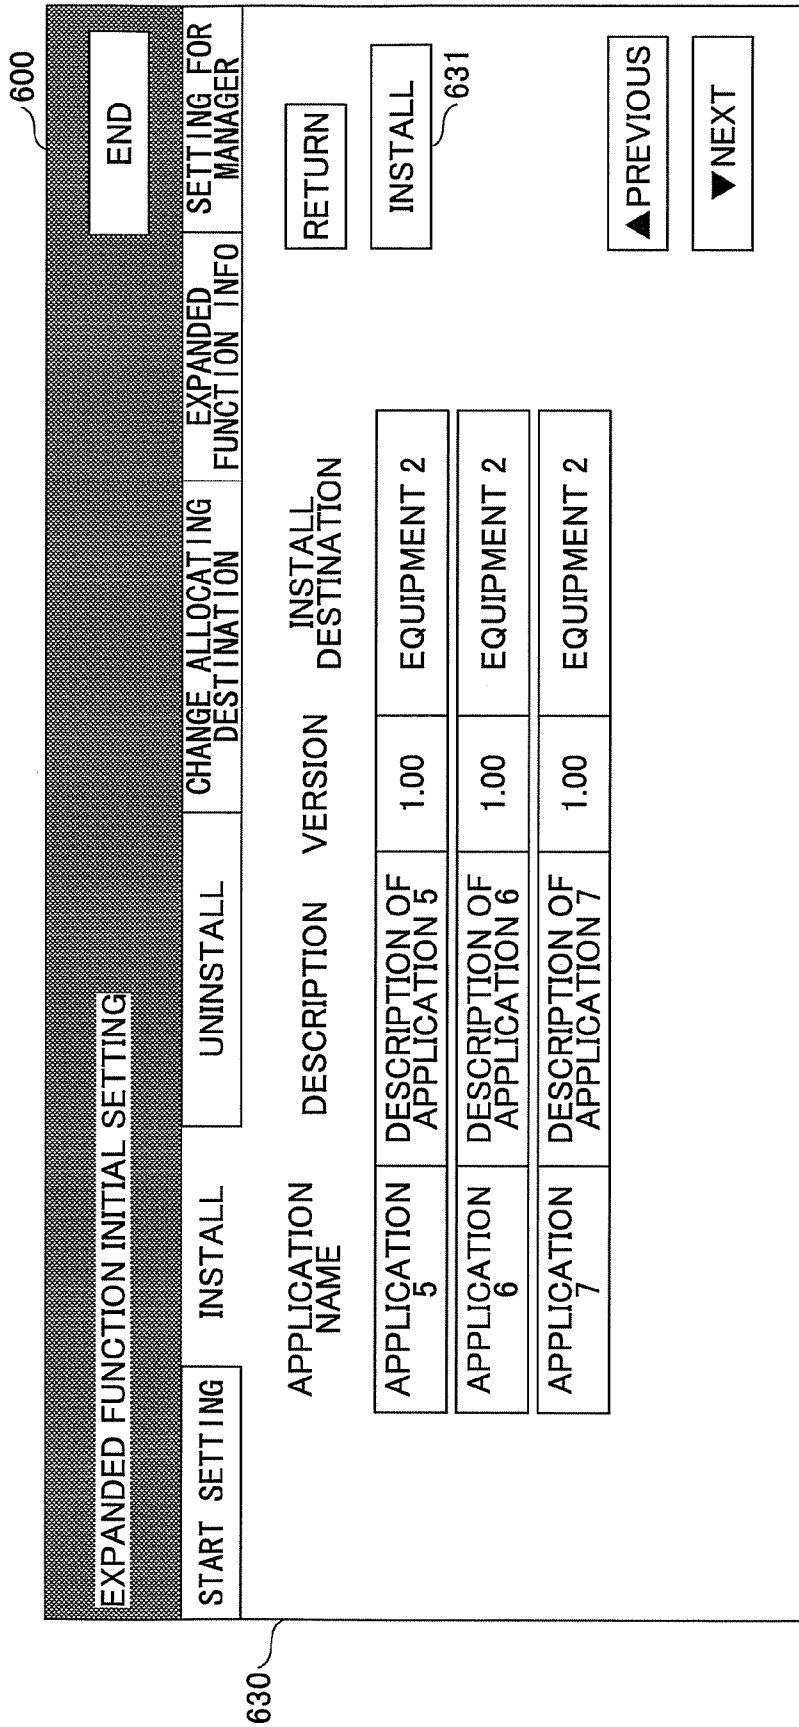 600
EXPANDED FUNCTION INITIAL SETTING
END
START SETTING
INSTALL
UNINSTALL
CHANGE ALLOCATING
DESTINATION
EXPANDED
FUNCTION INFO
SETTING FOR
MANAGER
630
APPLICATION
NAME
DESCRIPTION
VERSION
INSTALL
DESTINATION
RETURN
APPLICATION
5
DESCRIPTION OF
APPLICATION 5
1.00
EQUIPMENT 2
INSTALL
631
APPLICATION
6
DESCRIPTION OF
APPLICATION 6
1.00
EQUIPMENT 2
APPLICATION
7
DESCRIPTION OF
APPLICATION 7
1.00
EQUIPMENT 2
▲PREVIOUS
▼NEXT